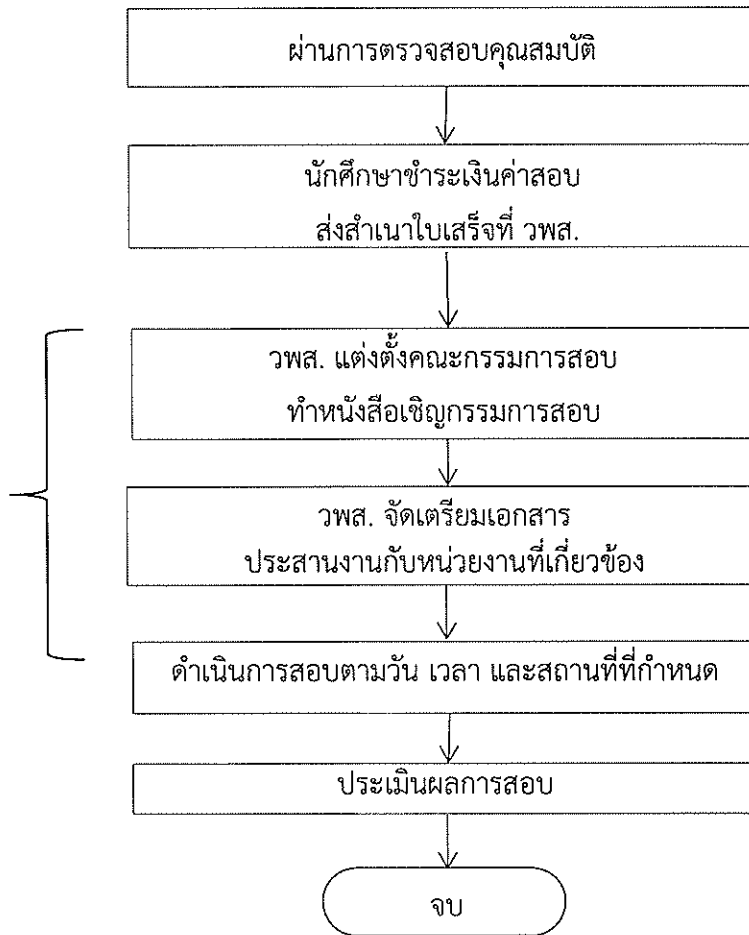 ผ่านการตรวจสอบคุณสมบัติ
นักศึกษาชำระเงินค่าสอบ
ส่งสำเนาใบเสร็จที่ วพส.
วพส. แต่งตั้งคณะกรรมการสอบ
ทำหนังสือเชิญกรรมการสอบ
วพส. จัดเตรียมเอกสาร
ประสานงานกับหน่วยงานที่เกี่ยวข้อง
ดำเนินการสอบตามวัน เวลา และสถานที่ที่กำหนด
ประเมินผลการสอบ
จบ